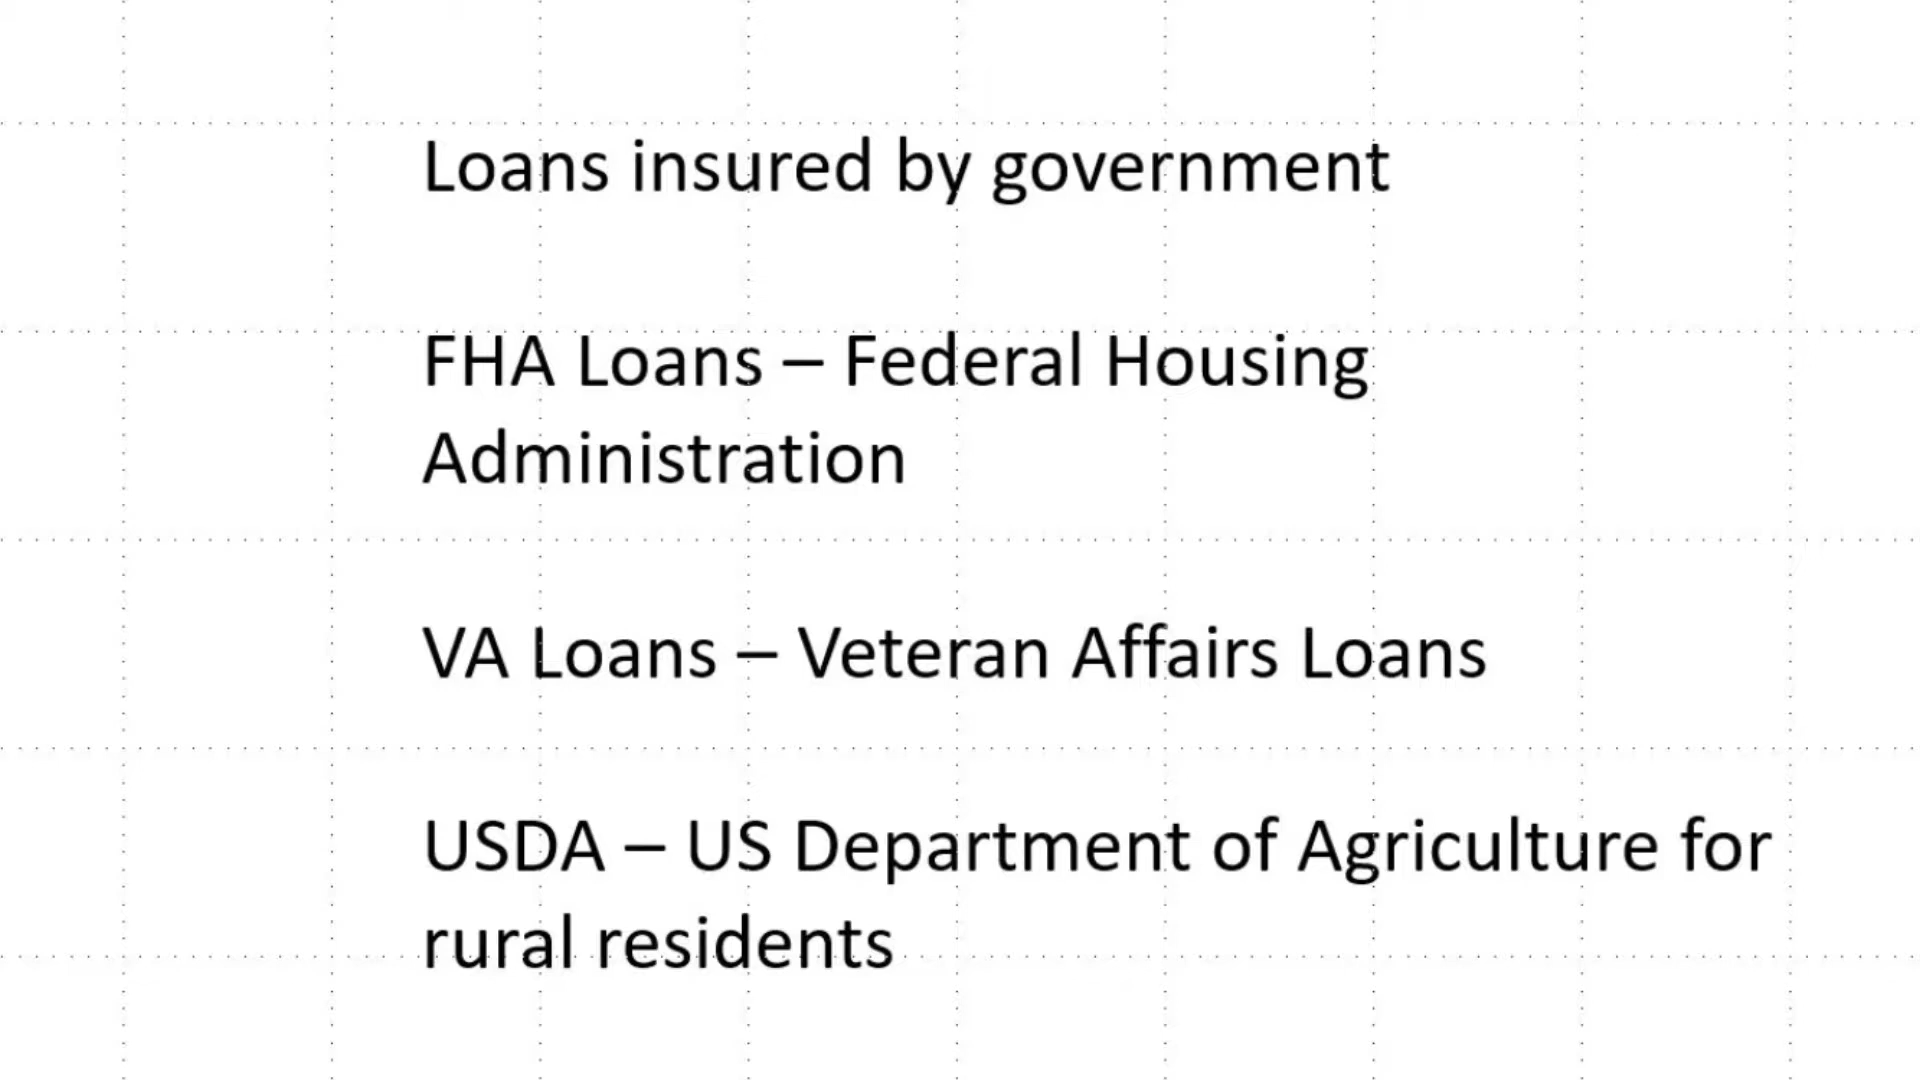 Loans insured by government
FHA Loans – Federal Housing
Administration
VA Loans – Veteran Affairs Loans
USDA – US Department of Agriculture for
rural residents